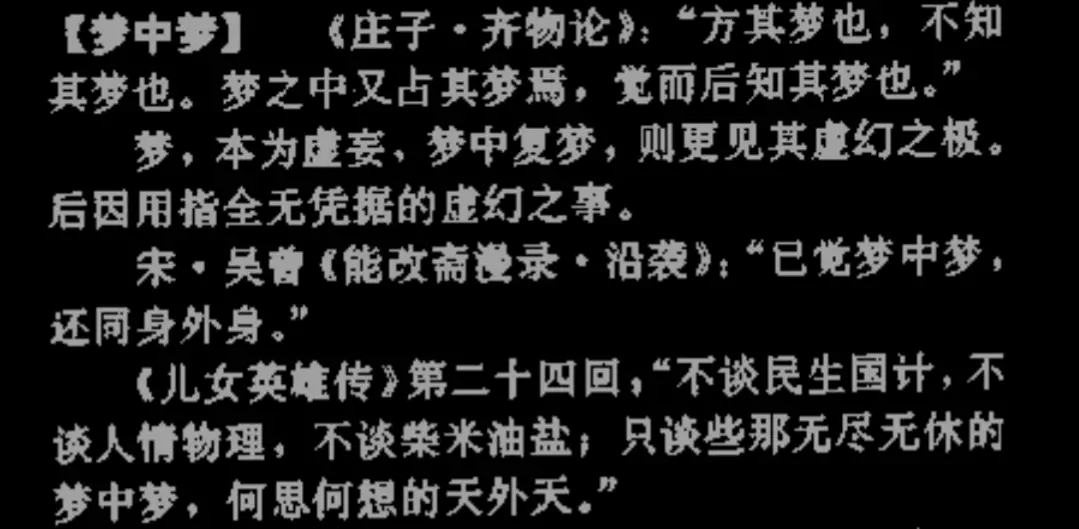 【梦中梦】　《庄子·齐物论》：“方其梦也，不知
其梦也。梦之中又占其梦焉，觉而后知其梦也。”
梦，本为虚妄、梦中复梦，则更见其虚幻之极。
后因用指全无凭据的虚幻之事。
宋·吴曾《能改斋漫录·沿袭》：“已觉梦中梦，
还同身外身。”
《儿女英雄传》第二十四回：“不谈民生国计，不
谈人情物理，不谈柴米油盐；只谈些那无尽无休的
梦中梦，何思何想的天外天。”